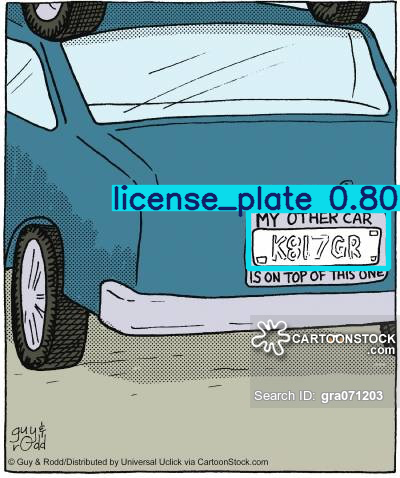 license_plate 0.80
MY OTHER CAR
K817GR
IS ON TOP OF THIS ONE
CARTOONSTOCK
.com
Search ID: gra071203
guy &
rodd
© Guy & Rodd/Distributed by Universal Uclick via CartoonStock.com